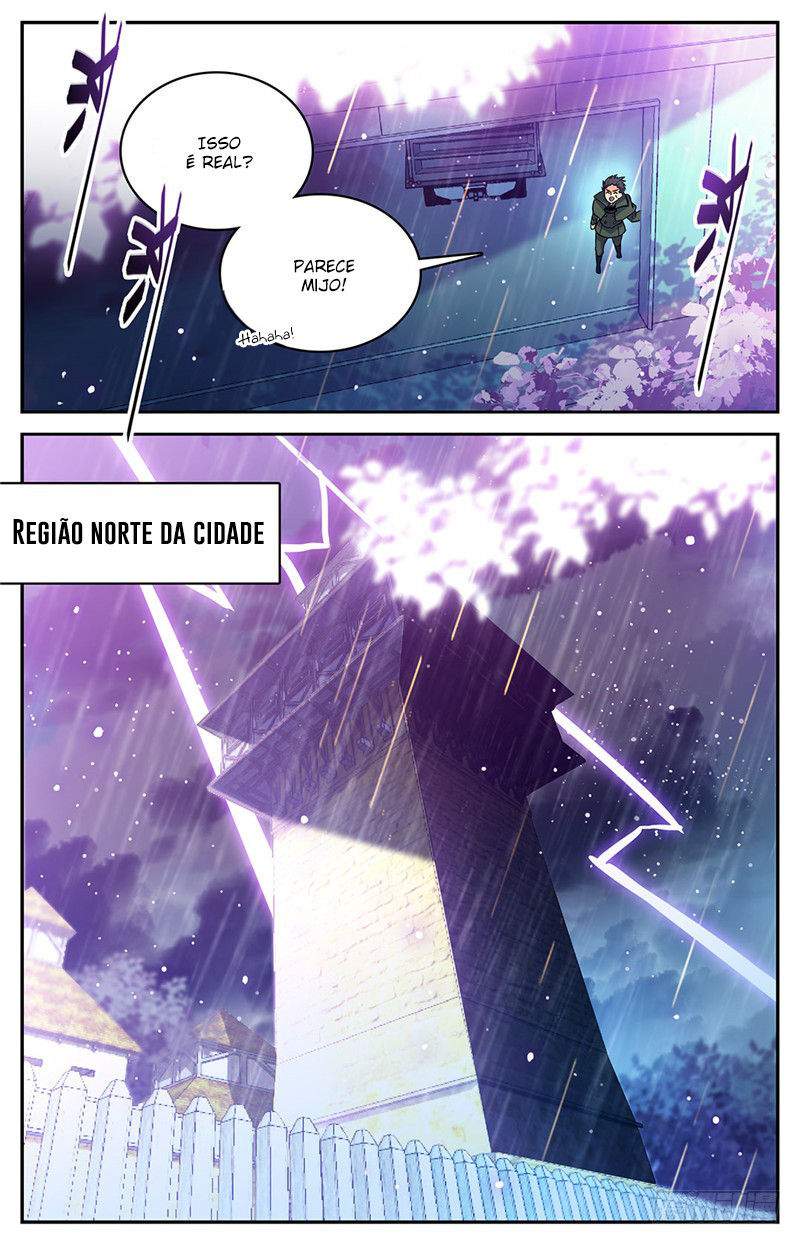 ISSO
É REAL?
PARECE
MIJO!
Hahaha!
REGIÃO NORTE DA CIDADE